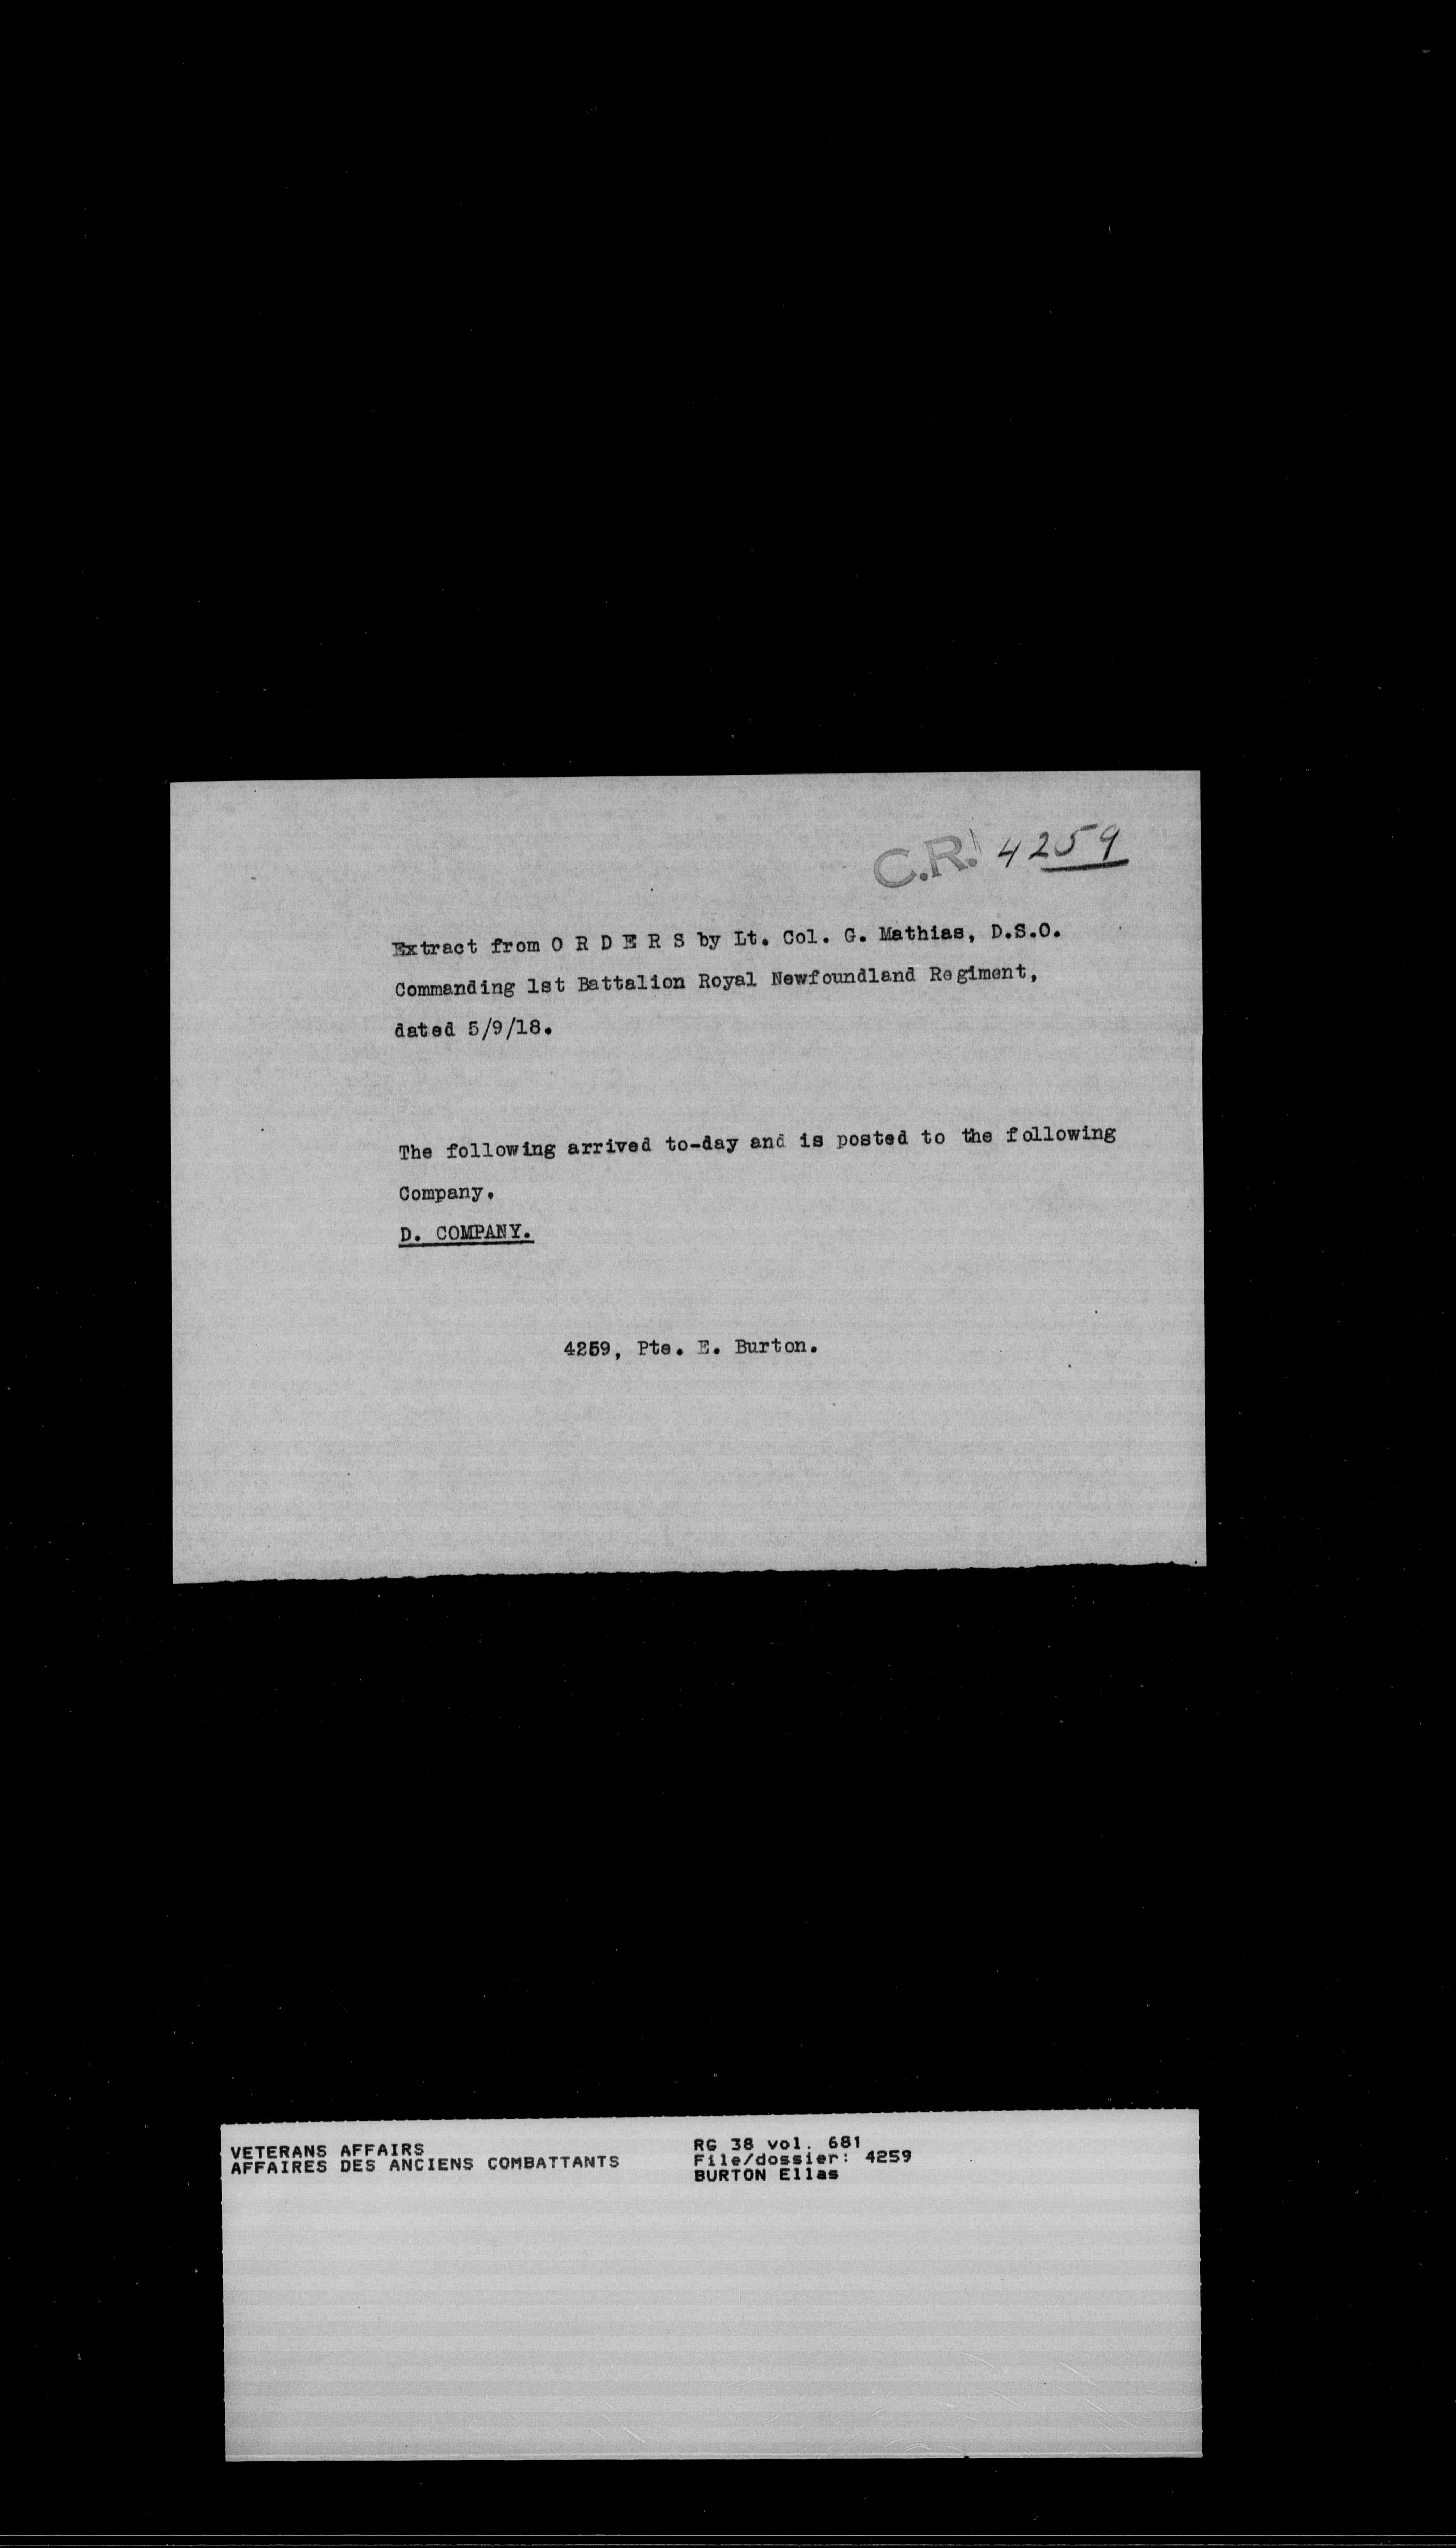 C.R. 4259
Extract from O R D E R S by Lt. Col. G. Mathias, D.S.O.
Commanding 1st Battalion Royal Newfoundland Regiment,
dated 5/9/18.
The following arrived to-day and is posted to the following
Company.
D. COMPANY.
4259, Pte. E. Burton.
VETERANS AFFAIRS
AFFAIRES DES ANCIENS COMBATTANTS
RG 38 vol. 681
File/dossier: 4259
BURTON Elias